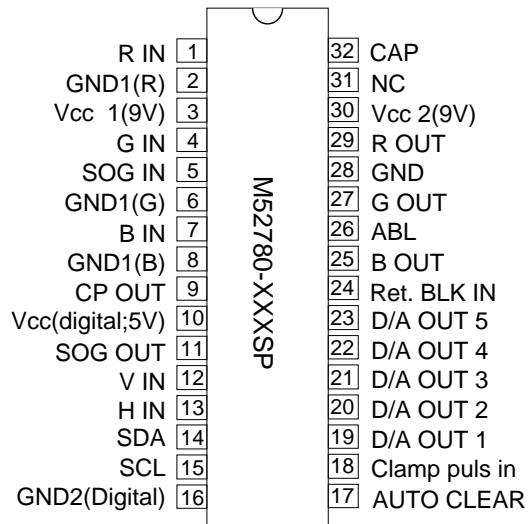 R IN 1
GND1(R) 2
Vcc 1(9V) 3
G IN 4
SOG IN 5
GND1(G) 6
B IN 7
GND1(B) 8
CP OUT 9
Vcc(digital;5V) 10
SOG OUT 11
V IN 12
H IN 13
SDA 14
SCL 15
GND2(Digital) 16
M52780-XXXSP
32 CAP
31 NC
30 Vcc 2(9V)
29 R OUT
28 GND
27 G OUT
26 ABL
25 B OUT
24 Ret. BLK IN
23 D/A OUT 5
22 D/A OUT 4
21 D/A OUT 3
20 D/A OUT 2
19 D/A OUT 1
18 Clamp puls in
17 AUTO CLEAR